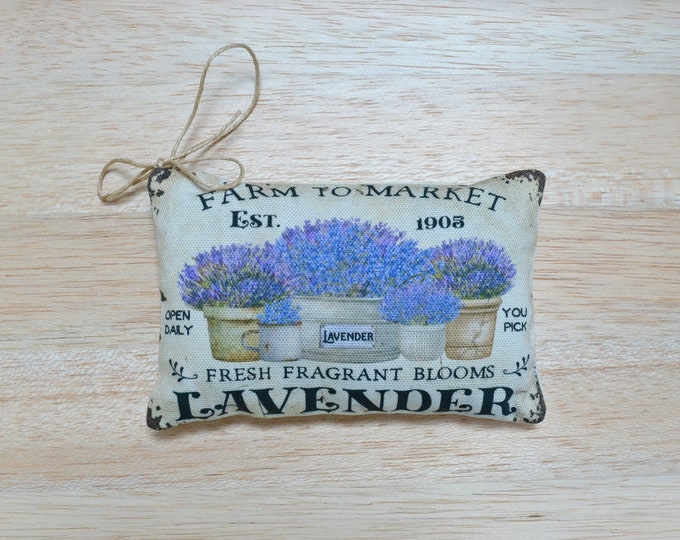 FARM TO MARKET
EST. 1905
OPEN
DAILY
LAVENDER
YOU
PICK
FRESH FRAGRANT BLOOMS
LAVENDER